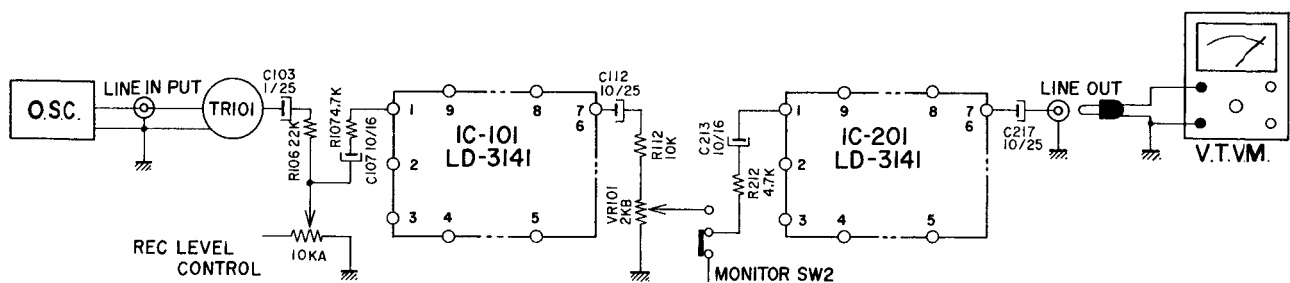 O.S.C.
LINE IN PUT
TR101
C103
1/25
R106 22K
R107 4.7K
C107 10/16
REC LEVEL
CONTROL
10KA
1
2
3
4
5
7
6
8
9
IC-101
LD-3141
C112
10/25
R112
10K
VR101
2KB
MONITOR SW2
C213
10/16
R212
4.7K
1
2
3
4
5
7
6
8
9
IC-201
LD-3141
C217
10/25
LINE OUT
V.T.V.M.